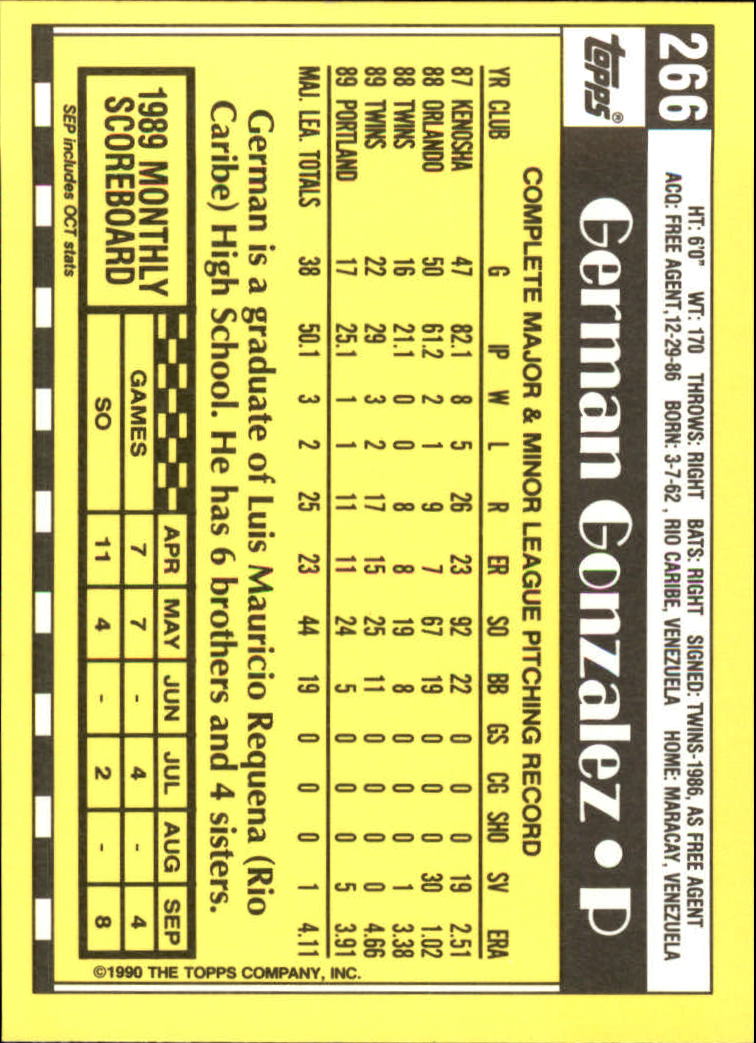 266
HT: 6'0" WT: 170 THROWS: RIGHT BATS: RIGHT SIGNED: TWINS-1986, AS FREE AGENT
ACQ: FREE AGENT, 12-29-86 BORN: 3-7-62, RIO CARIBE, VENEZUELA HOME: MARACAY, VENEZUELA
topps® German Gonzalez • P
COMPLETE MAJOR & MINOR LEAGUE PITCHING RECORD
YR CLUB G IP W L R ER SO BB GS CG SHO SV ERA
87 KENOSHA 47 82.1 8 5 26 23 92 22 0 0 0 19 2.51
88 ORLANDO 50 61.2 2 1 9 7 67 19 0 0 0 30 1.02
88 TWINS 16 21.1 0 0 8 8 19 8 0 0 0 1 3.38
89 TWINS 22 29 3 2 17 15 25 11 0 0 0 0 4.66
89 PORTLAND 17 25.1 1 1 11 11 24 5 0 0 0 5 3.91
MAJ. LEA. TOTALS 38 50.1 3 2 25 23 44 19 0 0 0 1 4.11
German is a graduate of Luis Mauricio Requena (Rio
Caribe) High School. He has 6 brothers and 4 sisters.
1989 MONTHLY
SCOREBOARD
APR MAY JUN JUL AUG SEP
GAMES 7 7 - 4 - 4
SO 11 4 - 2 - 8
SEP includes OCT stats
©1990 THE TOPPS COMPANY, INC.